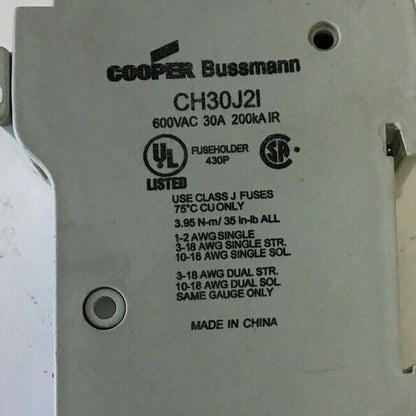 COOPER Bussmann
CH30J2I
600VAC 30A 200kA IR
UL
LISTED
FUSEHOLDER
430P
SA
USE CLASS J FUSES
75°C CU ONLY
3.95 N-m/ 35 in-lb ALL
1-2 AWG SINGLE
3-18 AWG SINGLE STR.
10-18 AWG SINGLE SOL.
3-18 AWG DUAL STR.
10-18 AWG DUAL SOL.
SAME GAUGE ONLY
MADE IN CHINA